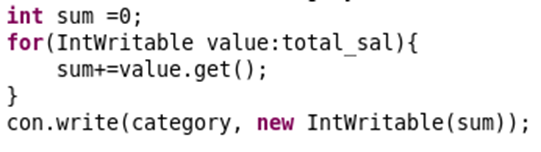 int sum =0;
for(IntWritable value:total_sal){
    sum+=value.get();
}
con.write(category, new IntWritable(sum));